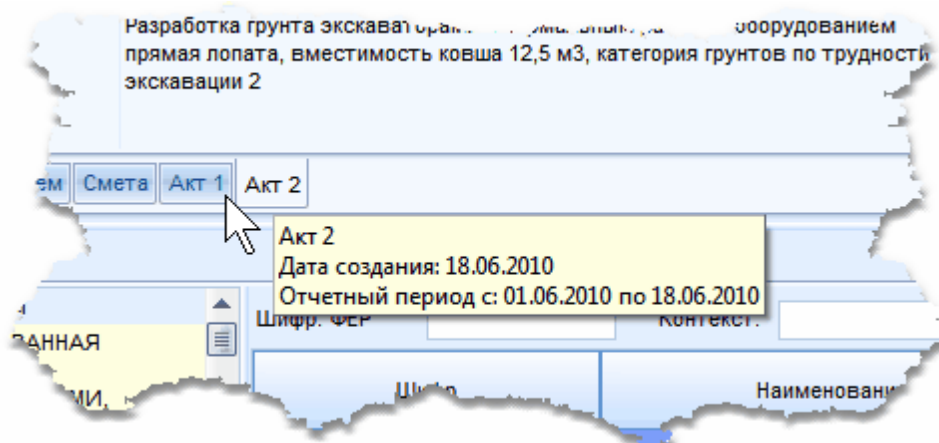 Разработка грунта оборудованием
прямая лопата, вместимость ковша 12,5 м3, категория грунтов по трудности
экскавации 2
Смета Акт 1 Акт 2
Акт 2
Дата создания: 18.06.2010
Отчетный период с: 01.06.2010 по 18.06.2010
Шифр. ФЕР Контекст: